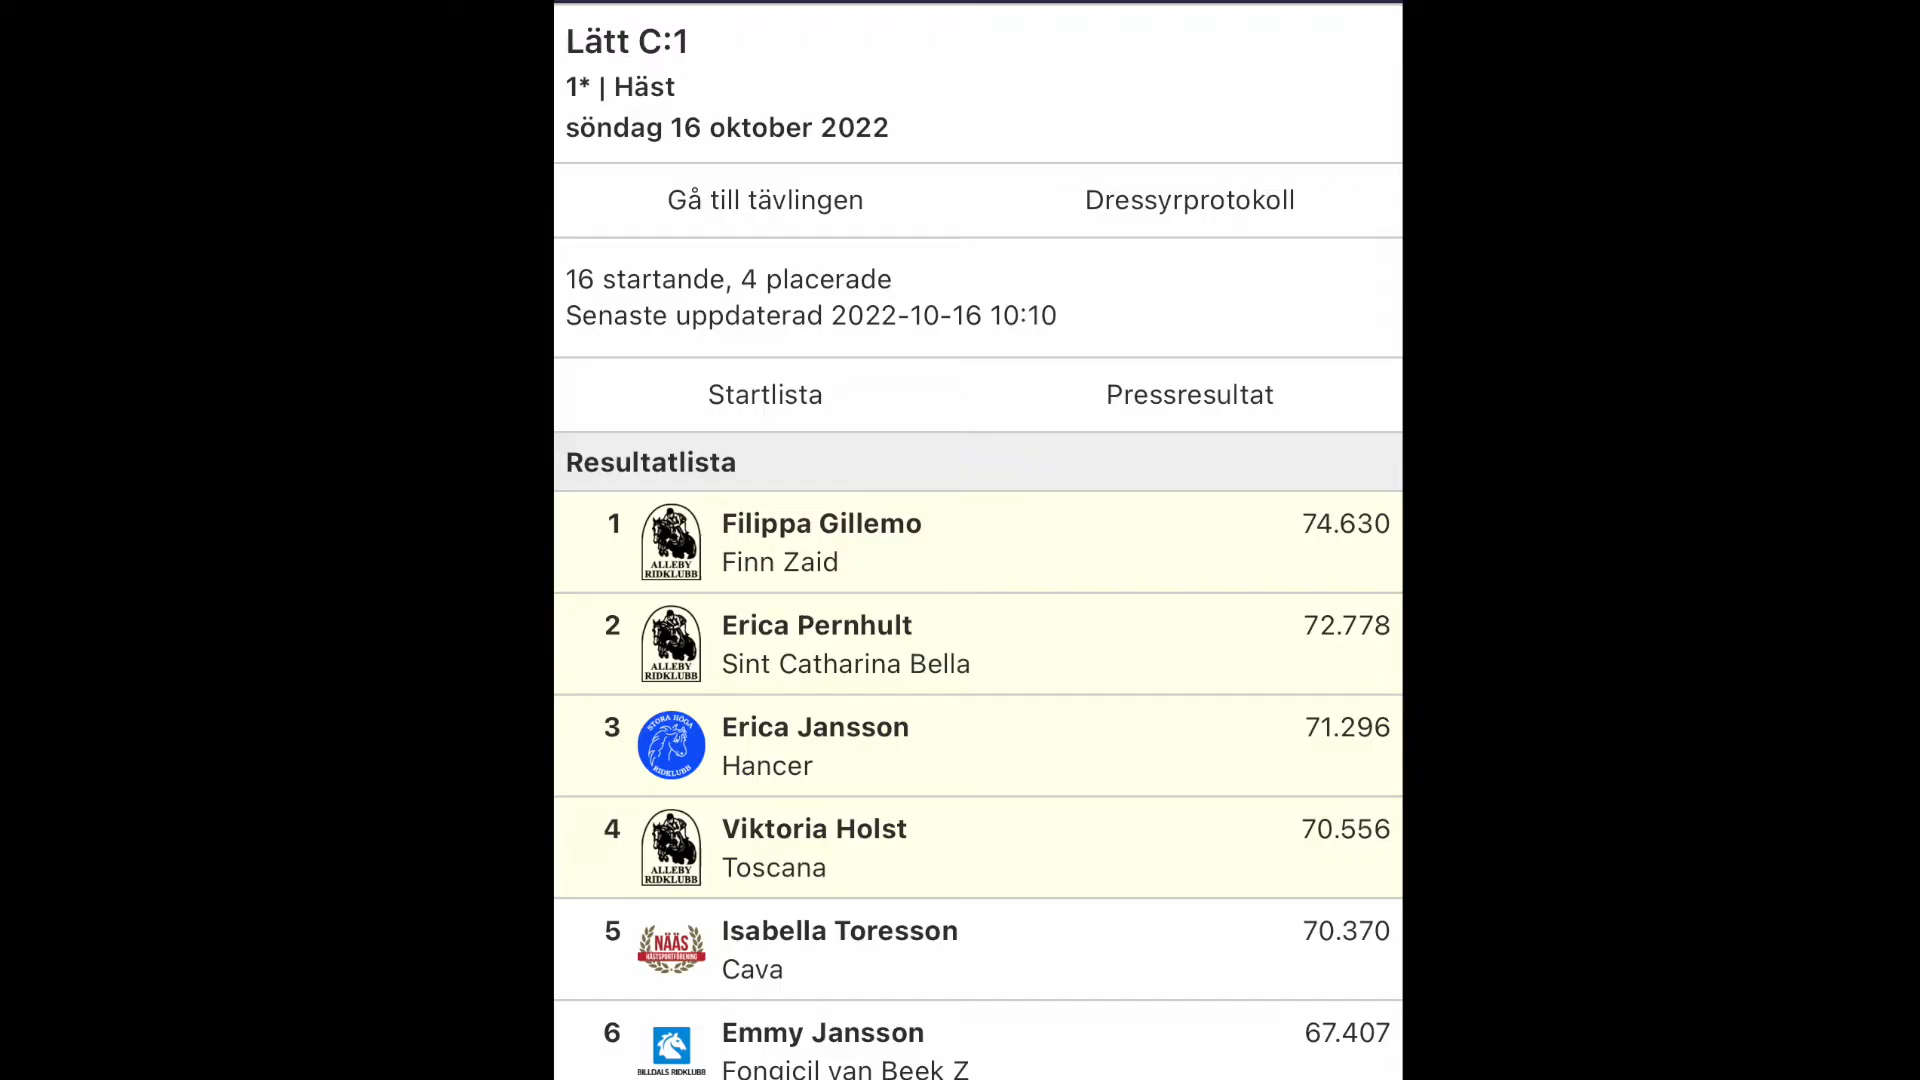 Lätt C:1
1* | Häst
söndag 16 oktober 2022
Gå till tävlingen Dressyrprotokoll
16 startande, 4 placerade
Senaste uppdaterad 2022-10-16 10:10
Startlista Pressresultat
Resultatlista
1 Filippa Gillemo 74.630
ALLEBY
RIDKLUBB
Finn Zaid
2 Erica Pernhult 72.778
ALLEBY
RIDKLUBB
Sint Catharina Bella
3 Erica Jansson 71.296
STORA HÖGA
RIDKLUBB
Hancer
4 Viktoria Holst 70.556
ALLEBY
RIDKLUBB
Toscana
5 Isabella Toresson 70.370
NÄÄS
HÄSTSPORTFÖRENING
Cava
6 Emmy Jansson 67.407
BILLDALS RIDKLUBB
Fongicil van Beek Z